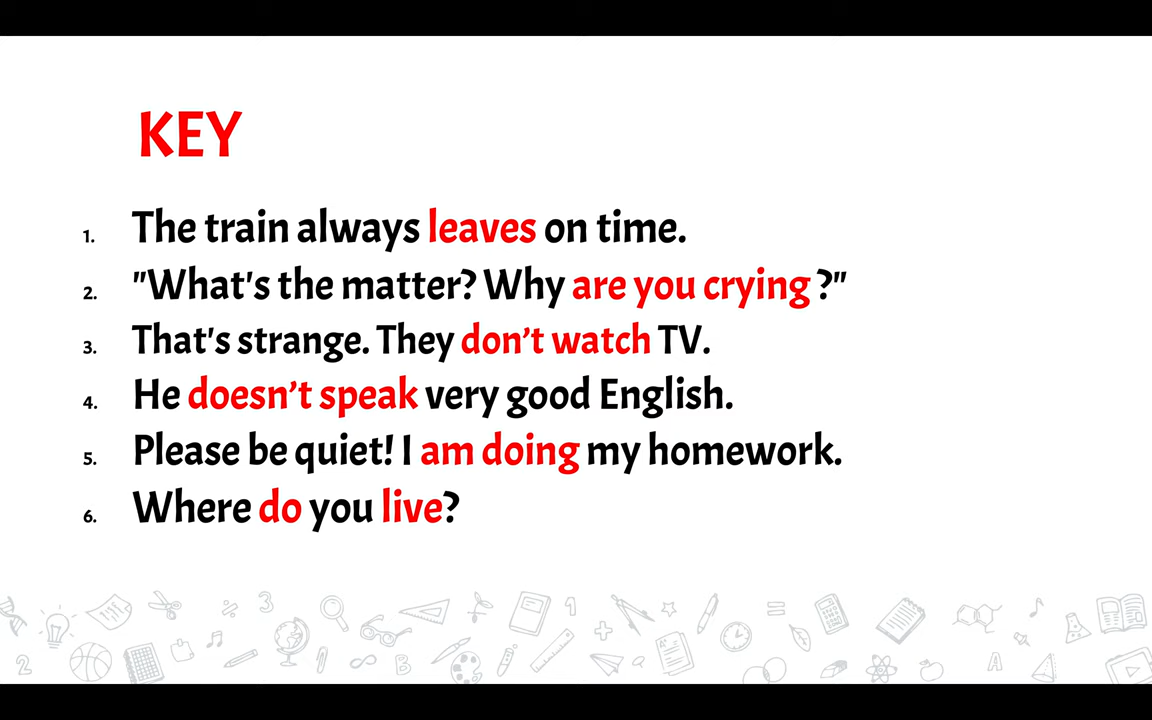 KEY
1. The train always leaves on time.
2. "What's the matter? Why are you crying ?"
3. That's strange. They don’t watch TV.
4. He doesn’t speak very good English.
5. Please be quiet! I am doing my homework.
6. Where do you live?